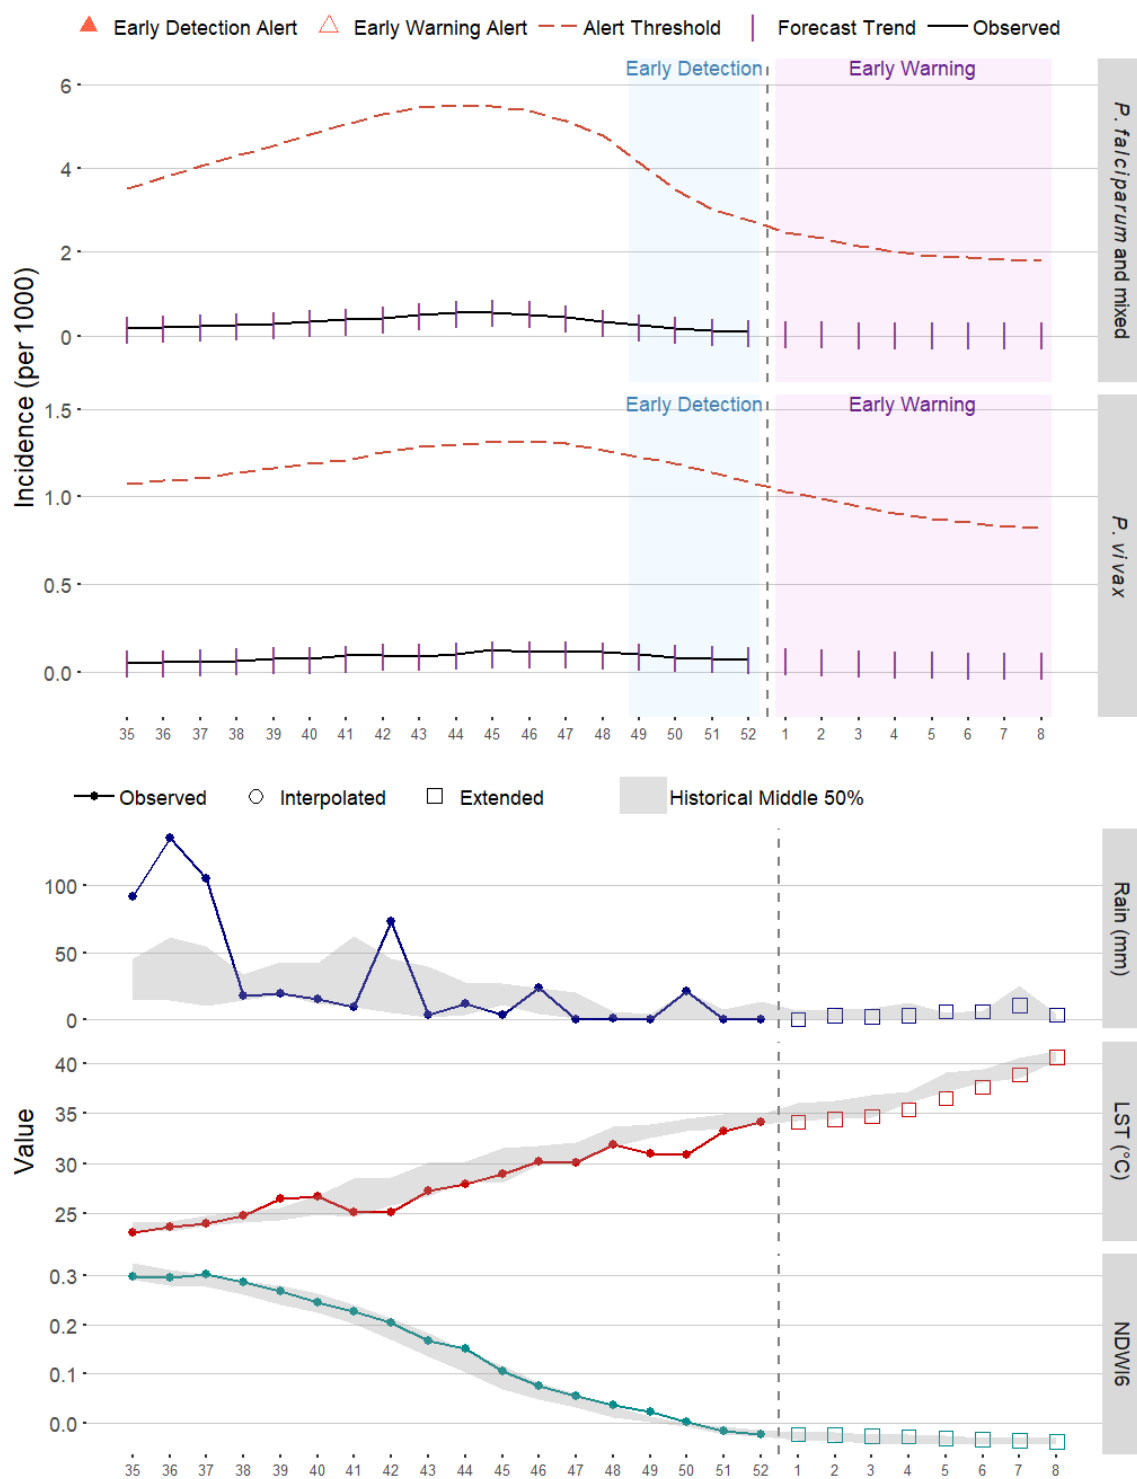 Early Detection Alert Early Warning Alert Alert Threshold Forecast Trend Observed
Early Detection Early Warning
6
4
2
0
P. falciparum and mixed
Incidence (per 1000)
Early Detection Early Warning
1.5
1.0
0.5
0.0
P. vivax
35 36 37 38 39 40 41 42 43 44 45 46 47 48 49 50 51 52 1 2 3 4 5 6 7 8
Observed Interpolated Extended Historical Middle 50%
100
50
0
Rain (mm)
Value
40
35
30
25
LST (°C)
0.3
0.2
0.1
0.0
NDWI6
35 36 37 38 39 40 41 42 43 44 45 46 47 48 49 50 51 52 1 2 3 4 5 6 7 8